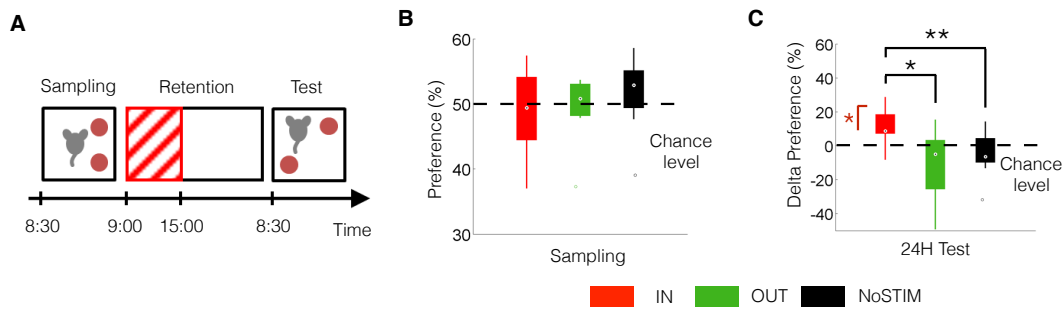 A
Sampling
Retention
Test
8:30
9:00
15:00
8:30
Time
B
Preference (%)
60
50
40
30
Chance
level
Sampling
C
Delta Preference (%)
60
40
20
0
-20
-40
*
*
**
Chance
level
24H Test
IN
OUT
NoSTIM